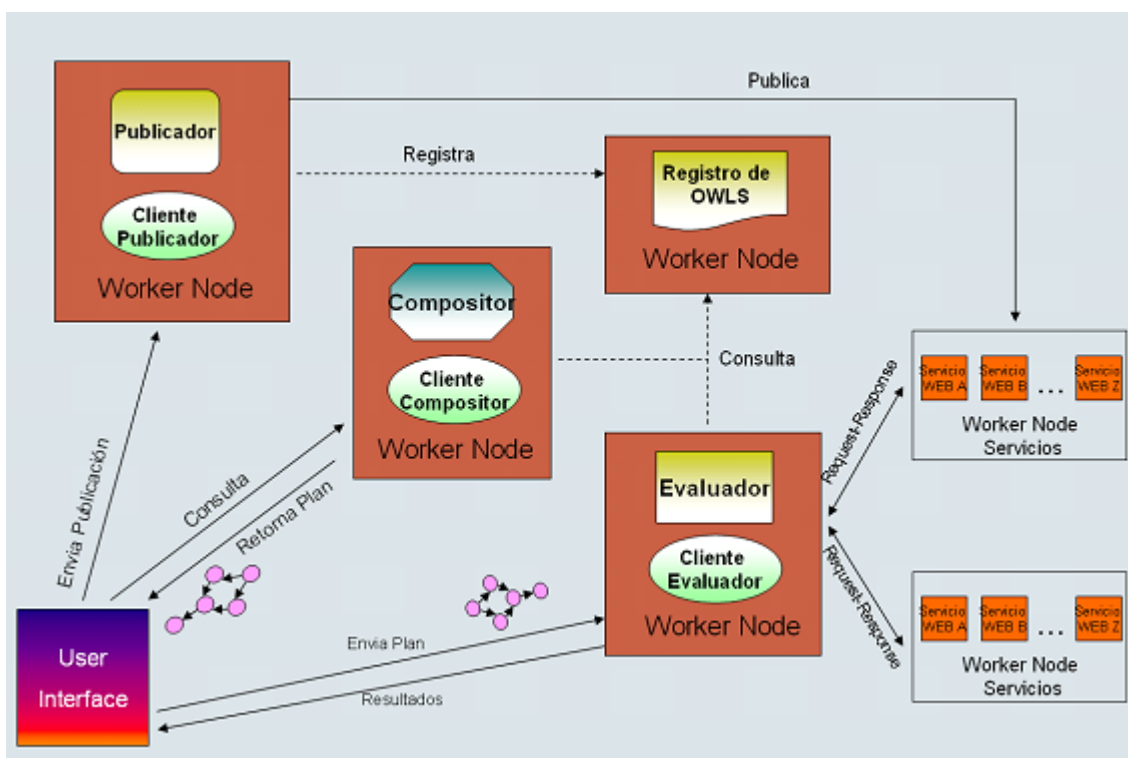 Publica
Publicador
Cliente
Publicador
Worker Node
Registra
Registro de
OWLS
Worker Node
Compositor
Cliente
Compositor
Worker Node
Consulta
Evaluador
Cliente
Evaluador
Worker Node
Request-Response
Request-Response
Servicio
WEB A
Servicio
WEB B
...
Servicio
WEB Z
Worker Node
Servicios
Servicio
WEB A
Servicio
WEB B
...
Servicio
WEB Z
Worker Node
Servicios
Envia Publicación
Consulta
Retorna Plan
Envia Plan
Resultados
User
Interface